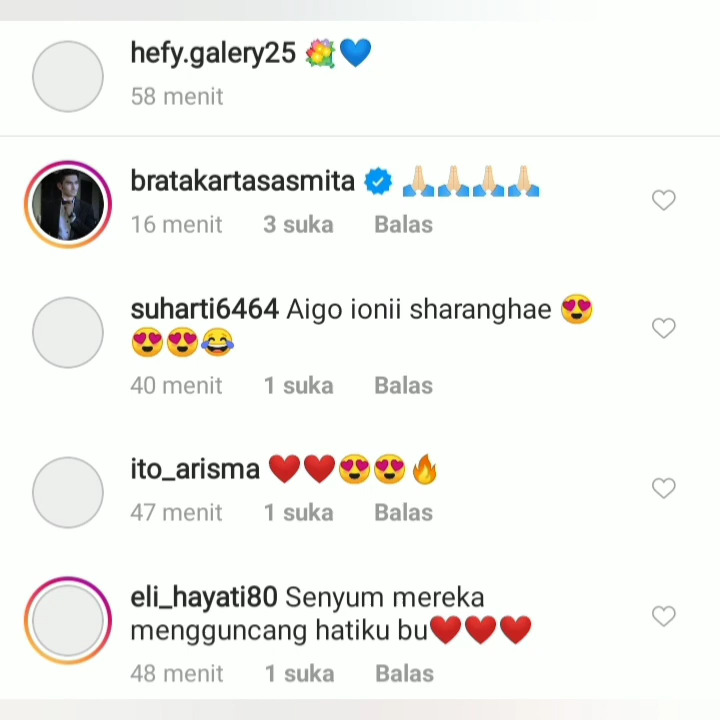 hefy.galery25 💐💙
58 menit
bratakartasasmita 🙏🏻🙏🏻🙏🏻🙏🏻
16 menit 3 suka Balas
suharti6464 Aigo ionii sharanghae 😍
😍😍😂
40 menit 1 suka Balas
ito_arisma ❤️❤️😍😍🔥
47 menit 1 suka Balas
eli_hayati80 Senyum mereka
mengguncang hatiku bu❤️❤️❤️
48 menit 1 suka Balas